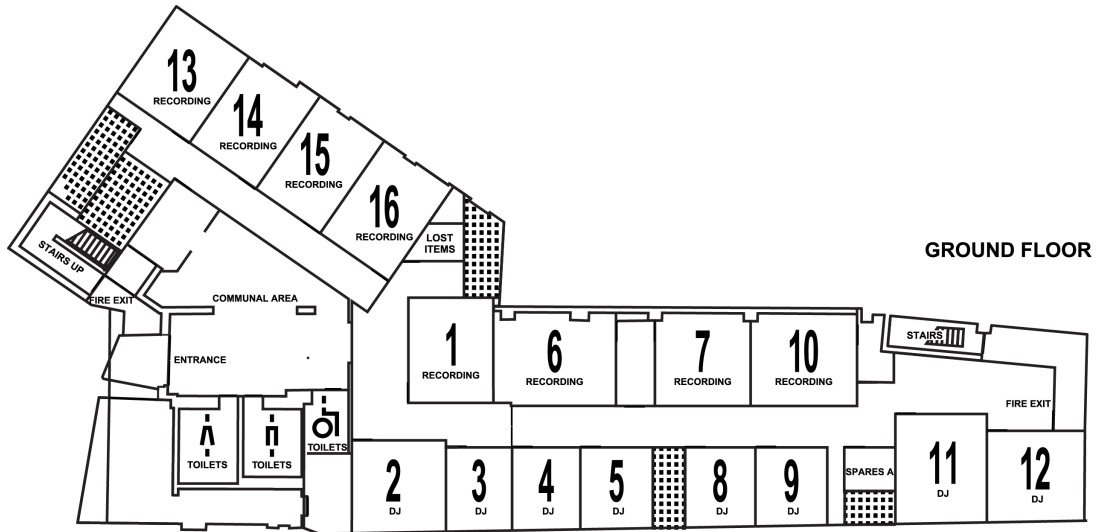 13
RECORDING
14
RECORDING
15
RECORDING
16
RECORDING
LOST
ITEMS
GROUND FLOOR
STAIRS UP
FIRE EXIT
COMMUNAL AREA
ENTRANCE
1
RECORDING
6
RECORDING
7
RECORDING
10
RECORDING
STAIRS
FIRE EXIT
TOILETS
TOILETS
TOILETS
2
DJ
3
DJ
4
DJ
5
DJ
8
DJ
9
DJ
SPARES A
11
DJ
12
DJ